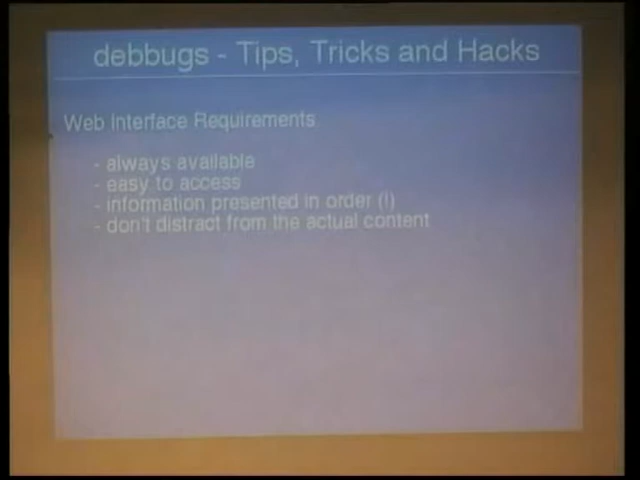 debbugs - Tips, Tricks and Hacks
Web Interface Requirements
- always available
- easy to access
- information presented in order (!)
- don't distract from the actual content